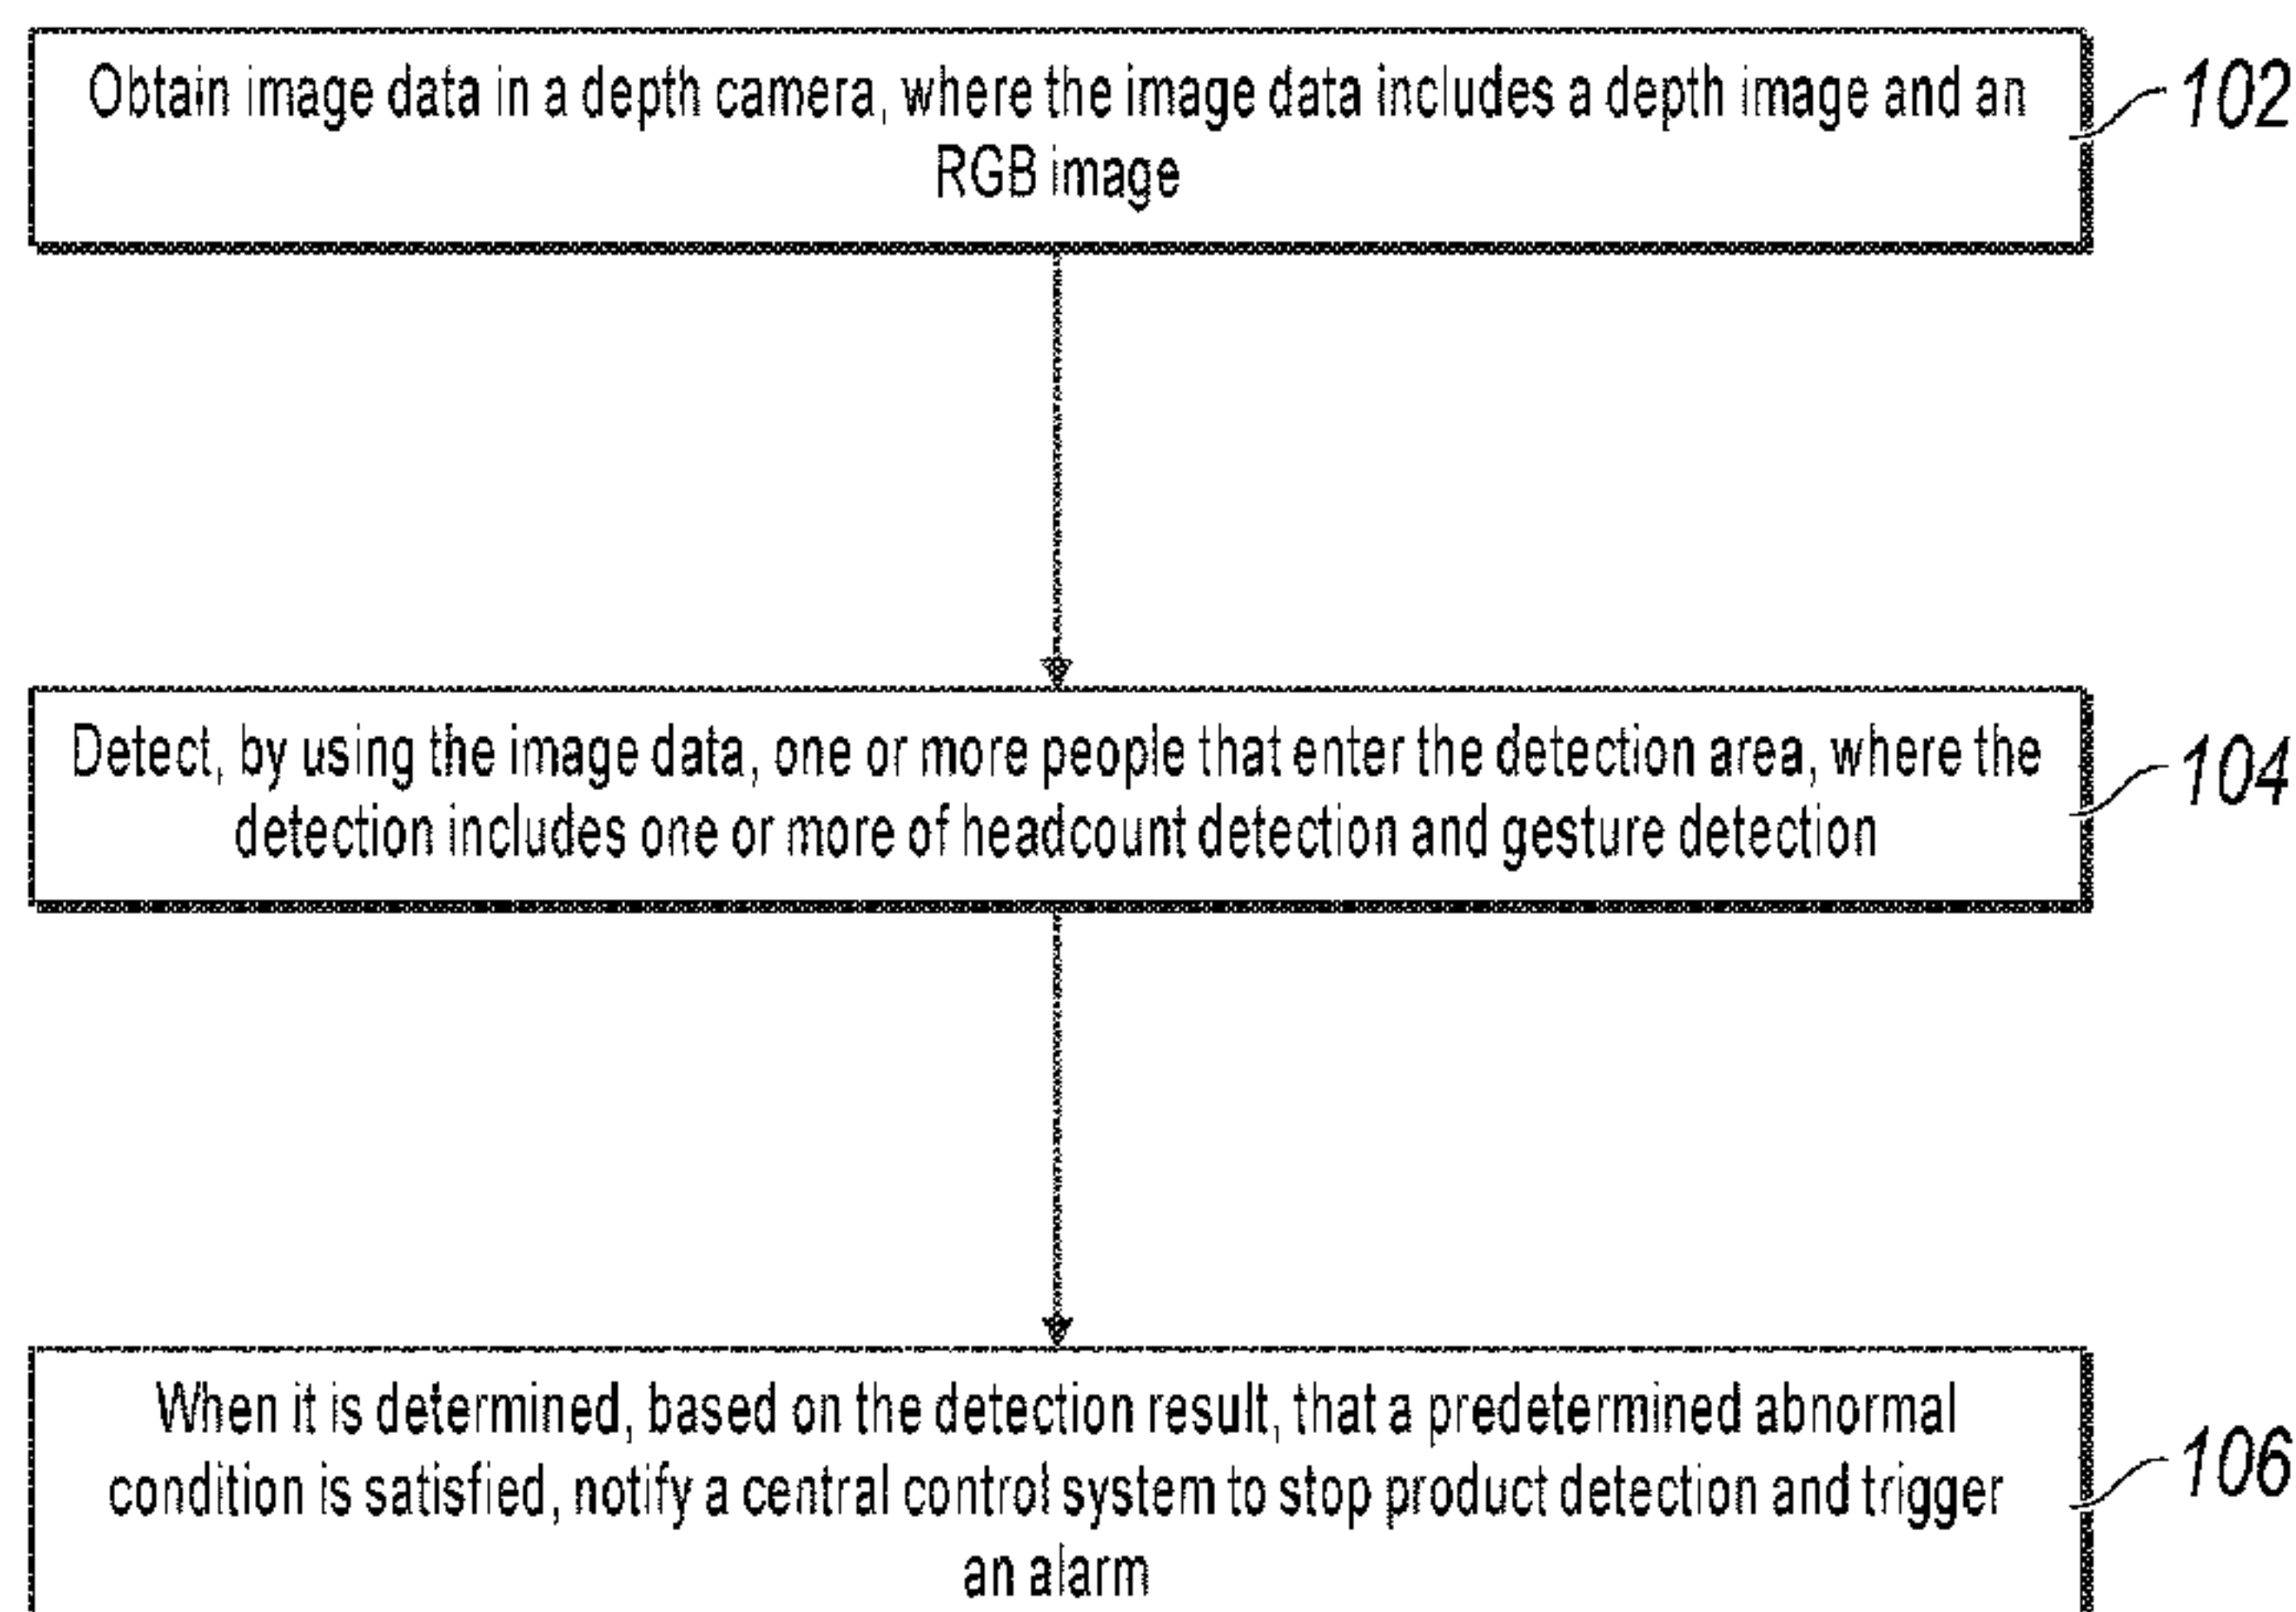 Obtain image data in a depth camera, where the image data includes a depth image and an
RGB image
102
Detect, by using the image data, one or more people that enter the detection area, where the
detection includes one or more of headcount detection and gesture detection
104
When it is determined, based on the detection result, that a predetermined abnormal
condition is satisfied, notify a central control system to stop product detection and trigger
an alarm
106